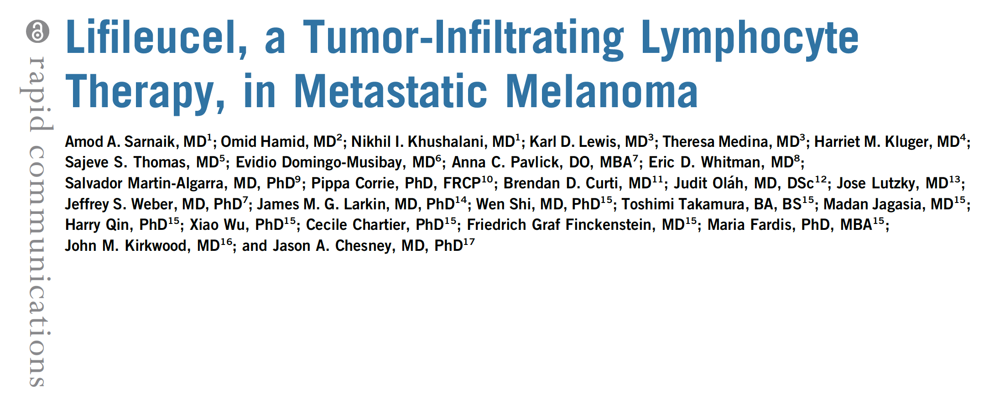 Lifileucel, a Tumor-Infiltrating Lymphocyte
Therapy, in Metastatic Melanoma
Amod A. Sarnaik, MD¹; Omid Hamid, MD²; Nikhil I. Khushalani, MD¹; Karl D. Lewis, MD³; Theresa Medina, MD³; Harriet M. Kluger, MD⁴;
Sajeve S. Thomas, MD⁵; Evidio Domingo-Musibay, MD⁶; Anna C. Pavlick, DO, MBA⁷; Eric D. Whitman, MD⁸;
Salvador Martin-Algarra, MD, PhD⁹; Pippa Corrie, PhD, FRCP¹⁰; Brendan D. Curti, MD¹¹; Judit Oláh, MD, DSc¹²; Jose Lutzky, MD¹³;
Jeffrey S. Weber, MD, PhD⁷; James M. G. Larkin, MD, PhD¹⁴; Wen Shi, MD, PhD¹⁵; Toshimi Takamura, BA, BS¹⁵; Madan Jagasia, MD¹⁵;
Harry Qin, PhD¹⁵; Xiao Wu, PhD¹⁵; Cecile Chartier, PhD¹⁵; Friedrich Graf Finckenstein, MD¹⁵; Maria Fardis, PhD, MBA¹⁵;
John M. Kirkwood, MD¹⁶; and Jason A. Chesney, MD, PhD¹⁷
rapid communications